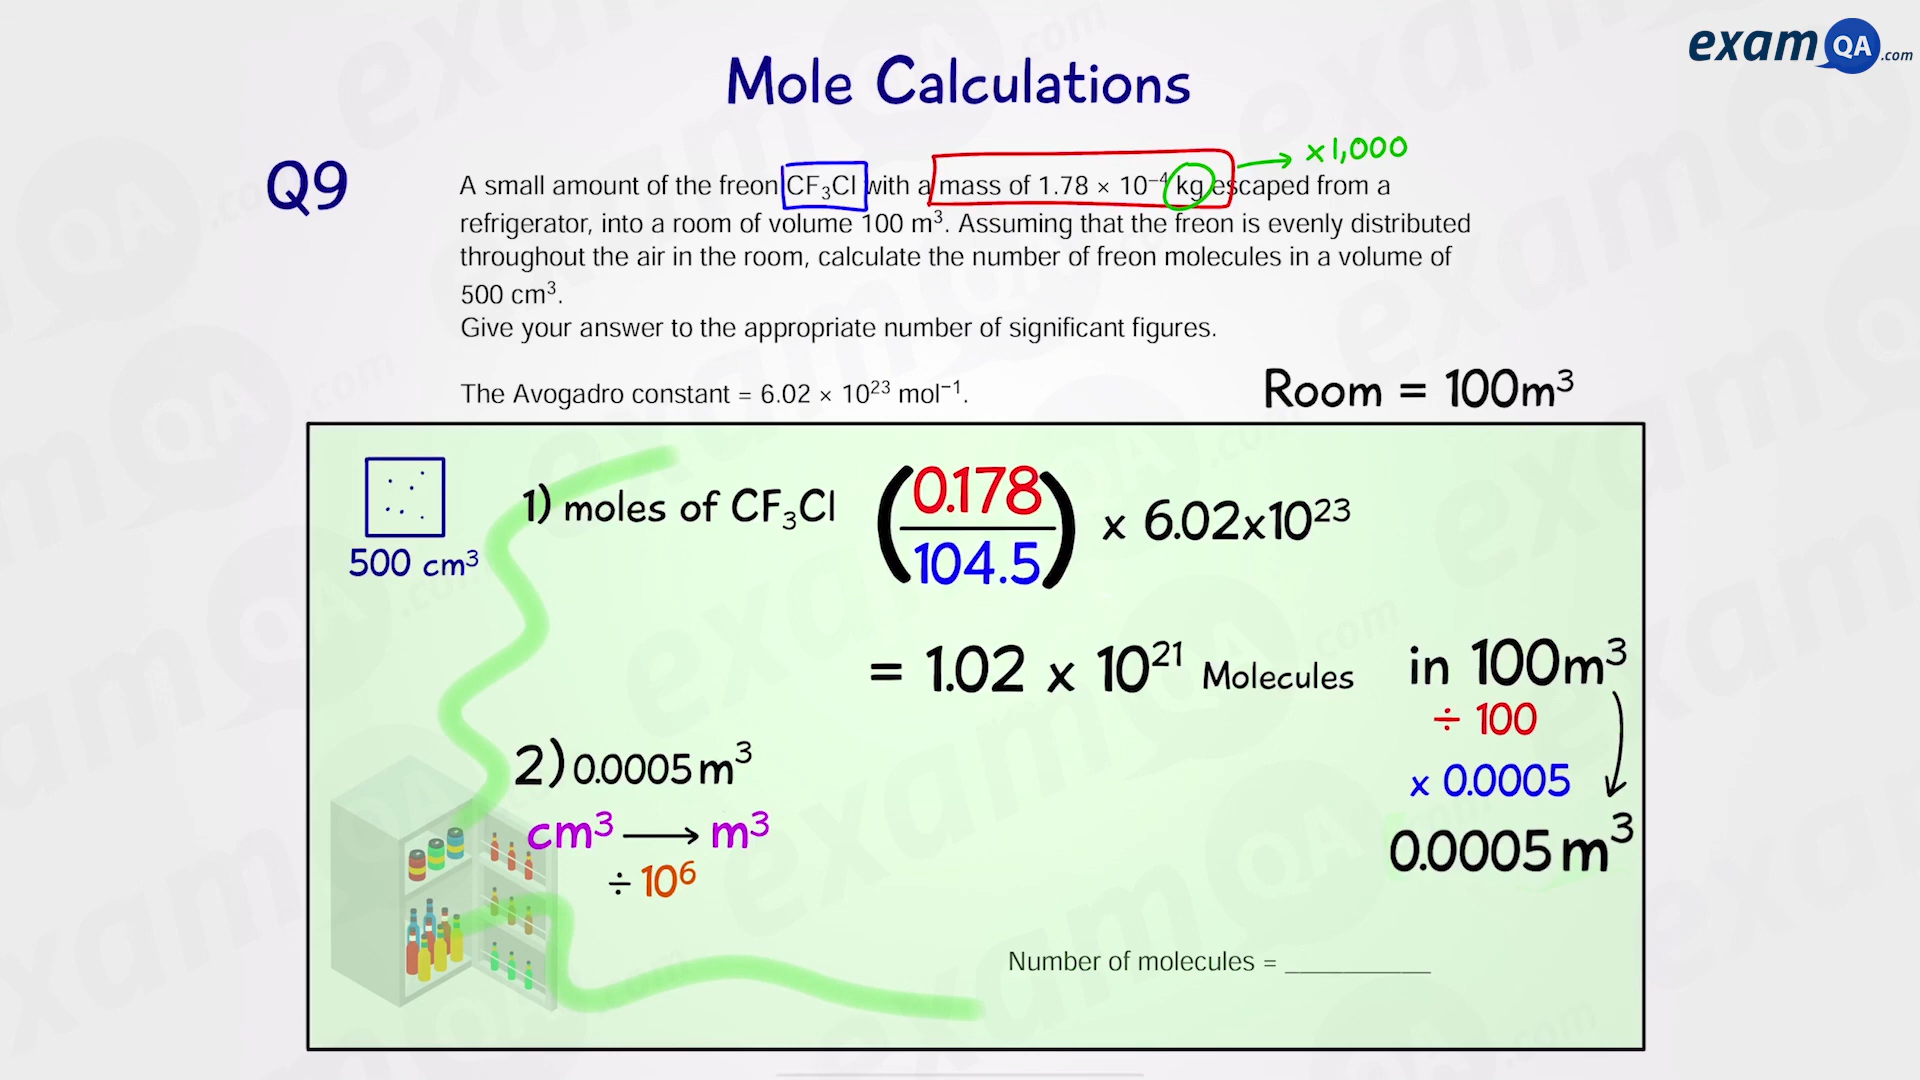 examQA.com
Mole Calculations
×1,000
Q9
A small amount of the freon CF₃Cl with a mass of 1.78 × 10⁻⁴ kg escaped from a
refrigerator, into a room of volume 100 m³. Assuming that the freon is evenly distributed
throughout the air in the room, calculate the number of freon molecules in a volume of
500 cm³.
Give your answer to the appropriate number of significant figures.
The Avogadro constant = 6.02 × 10²³ mol⁻¹.
Room = 100m³
500 cm³
1) moles of CF₃Cl (0.178 / 104.5) x 6.02x10²³
= 1.02 x 10²¹ Molecules in 100m³
÷ 100
x 0.0005
0.0005 m³
2) 0.0005 m³
cm³ → m³
÷ 10⁶
Number of molecules = __________